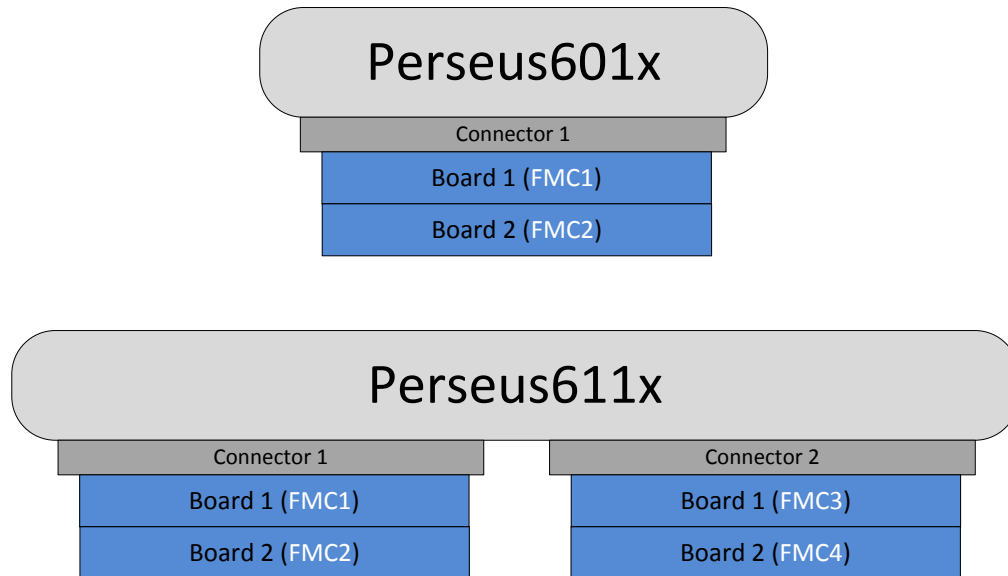 Perseus601x
Connector 1
Board 1 (FMC1)
Board 2 (FMC2)
Perseus611x
Connector 1
Connector 2
Board 1 (FMC1)
Board 1 (FMC3)
Board 2 (FMC2)
Board 2 (FMC4)